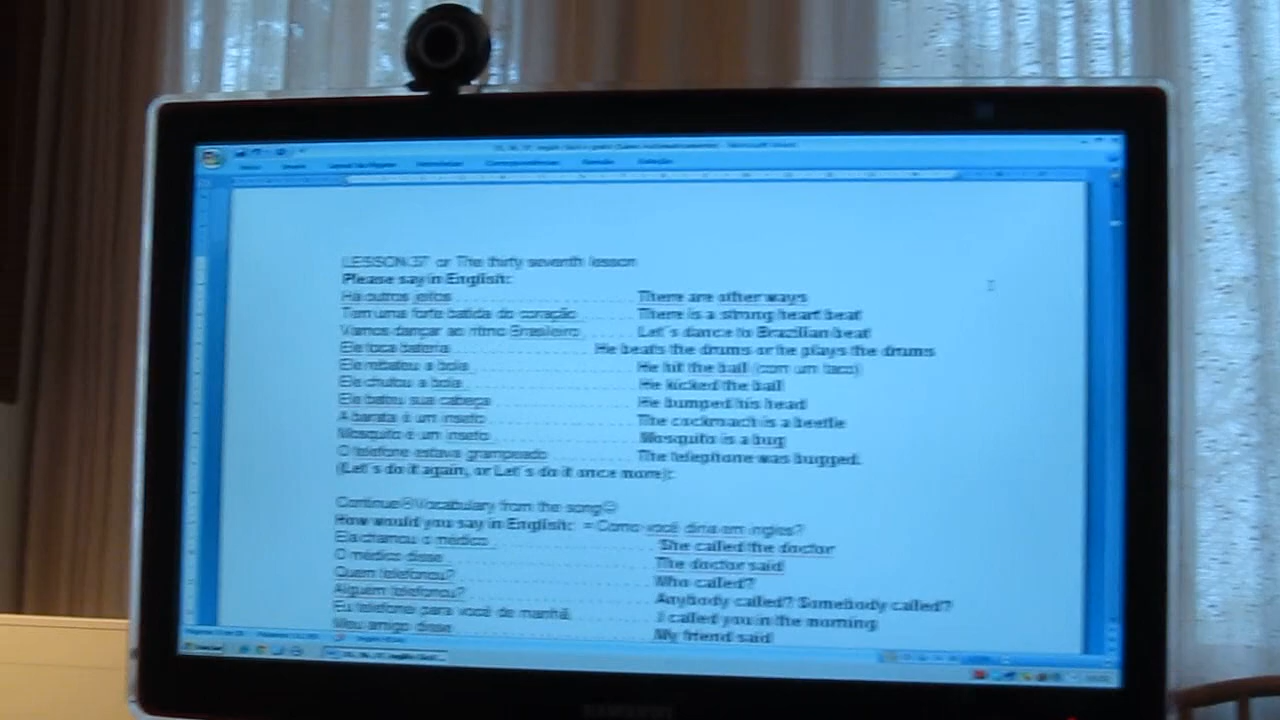 LESSON 37 or The thirty seventh lesson
Please say in English:
Há outros jeitos ................ There are other ways
Tem uma forte batida do coração ........ There is a strong heart beat
Vamos dançar ao ritmo Brasileiro ...... Let´s dance to Brazilian beat
Ele toca bateria ................ He beats the drums or he plays the drums
Ele rebateu a bola ................ He hit the ball (com um taco)
Ele chutou a bola ................ He kicked the ball
Ele bateu sua cabeça ................ He bumped his head
A barata é um inseto ................ The cockroach is a beetle
Mosquito é um inseto ................ Mosquito is a bug
O telefone estava grampeado ............ The telephone was bugged.
(Let´s do it again, or Let´s do it once more):
Continue☺Vocabulary from the song☺
How would you say in English: = Como você diria em inglês?
Ela chamou o médico ................ She called the doctor
O médico disse ................ The doctor said
Quem telefonou? ................ Who called?
Alguém telefonou? ................ Anybody called? Somebody called?
Eu telefonei para você de manhã ........ I called you in the morning
Meu amigo disse ................ My friend said